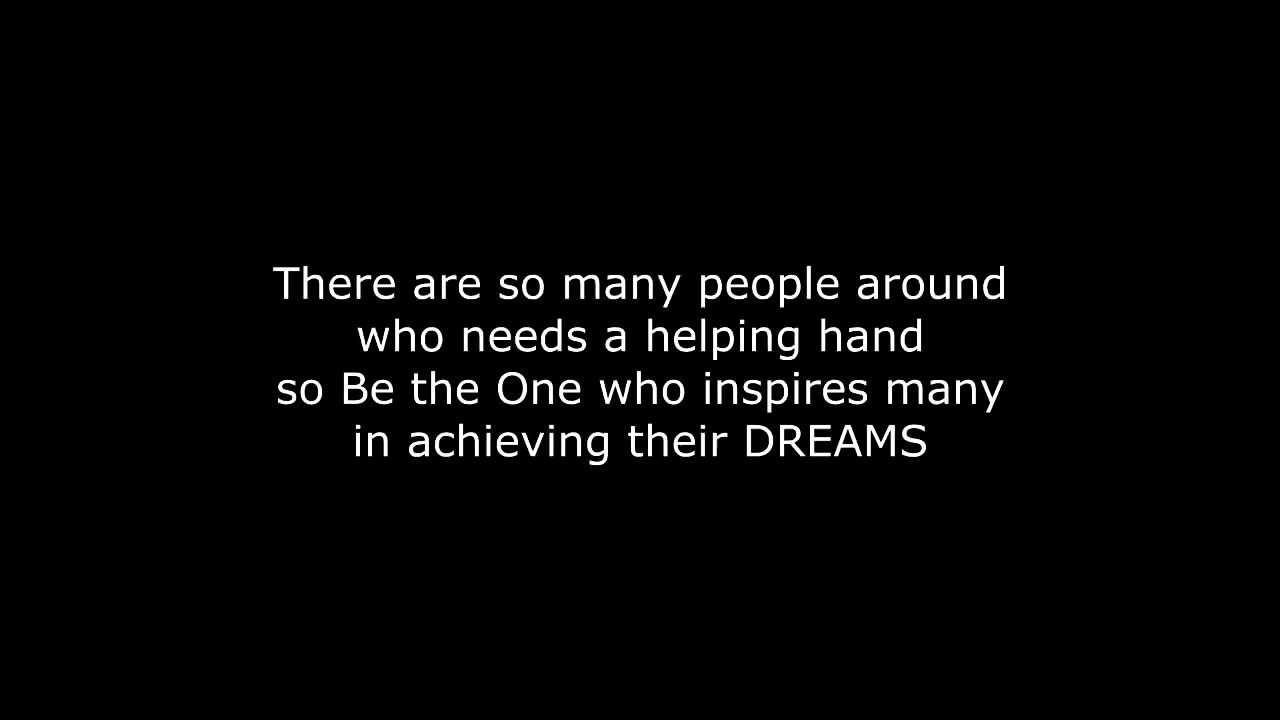 There are so many people around
who needs a helping hand
so Be the One who inspires many
in achieving their DREAMS